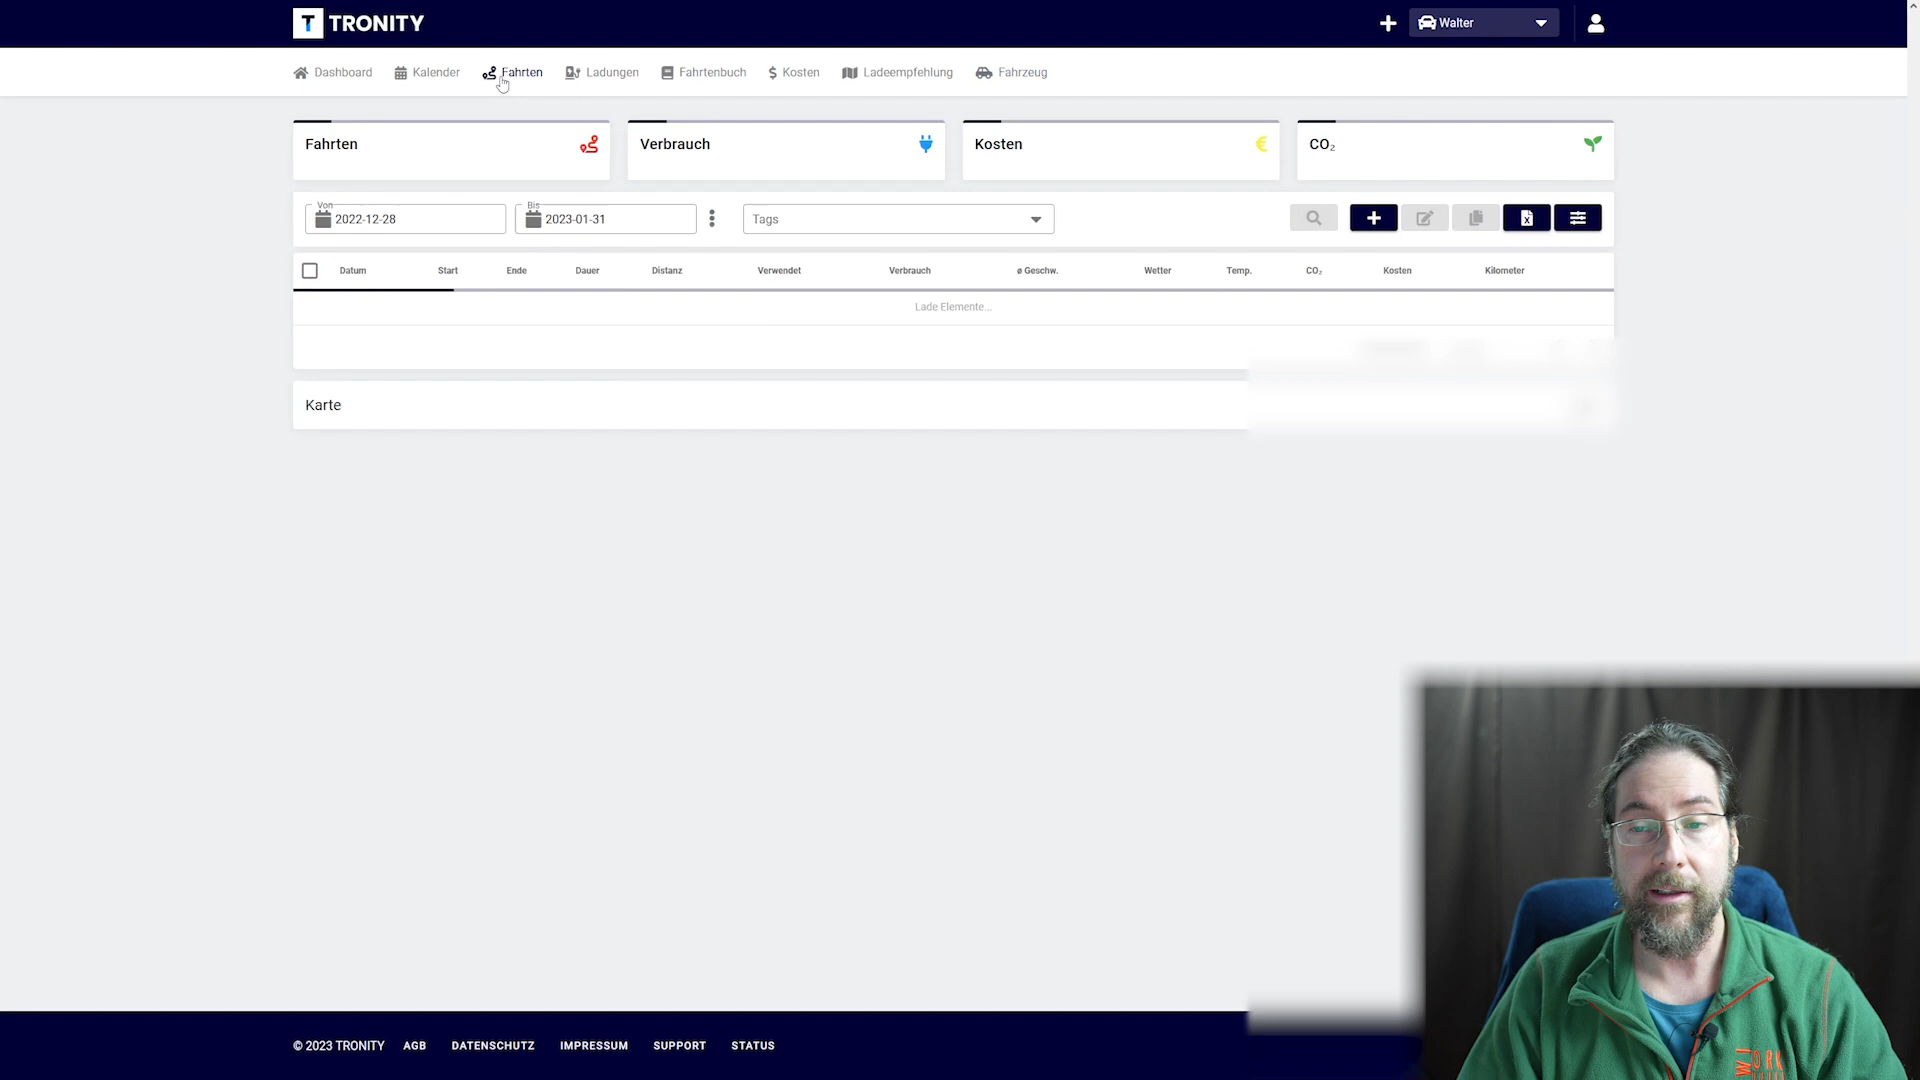 T TRONITY
Walter
Dashboard Kalender Fahrten Ladungen Fahrtenbuch Kosten Ladeempfehlung Fahrzeug
Fahrten Verbrauch Kosten CO₂
Von Bis
2022-12-28 2023-01-31 Tags
Datum Start Ende Dauer Distanz Verwendet Verbrauch ø Geschw. Wetter Temp. CO₂ Kosten Kilometer
Lade Elemente...
Karte
© 2023 TRONITY AGB DATENSCHUTZ IMPRESSUM SUPPORT STATUS